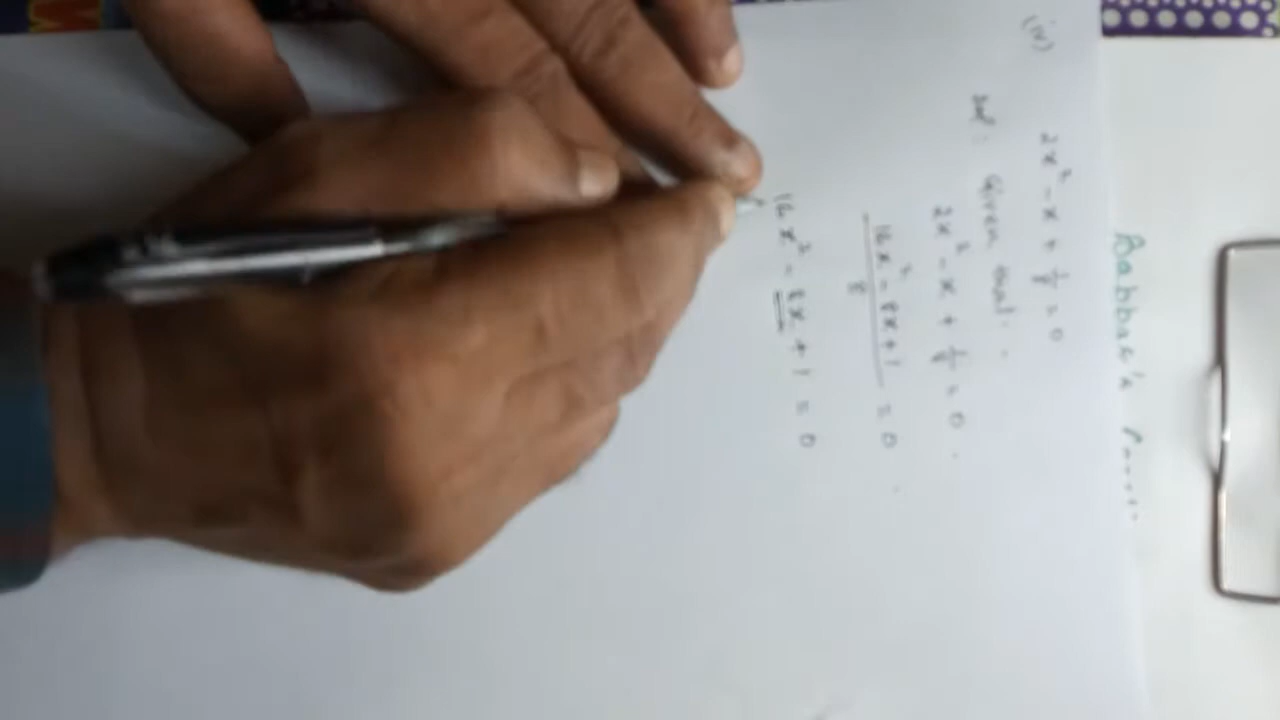 (iv) 2x² - x + 1/8 = 0
Sol: Given that
2x² - x + 1/8 = 0
16x² - 8x + 1 / 8 = 0
16x² - 8x + 1 = 0